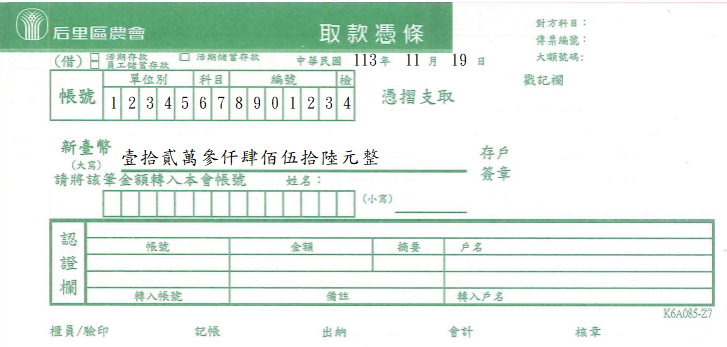 后里區農會
取款憑條
對方科目：
傳票編號：
大額號碼：
(借) □ 活期存款 □ 活期儲蓄存款
□ 員工儲蓄存款
中華民國 113 年 11 月 19 日
戳記欄
帳號 單位別 科目 編號 檢
1 2 3 4 5 6 7 8 9 0 1 2 3 4
憑摺支取
新臺幣
(大寫)
壹拾貳萬參仟肆佰伍拾陸元整
存戶
簽章
請將該筆金額轉入本會帳號 姓名：
(小寫)
認證欄
帳號 金額 摘要 戶名
轉入帳號 備註 轉入戶名
K6A085-Z7
櫃員/驗印 記帳 出納 會計 核章